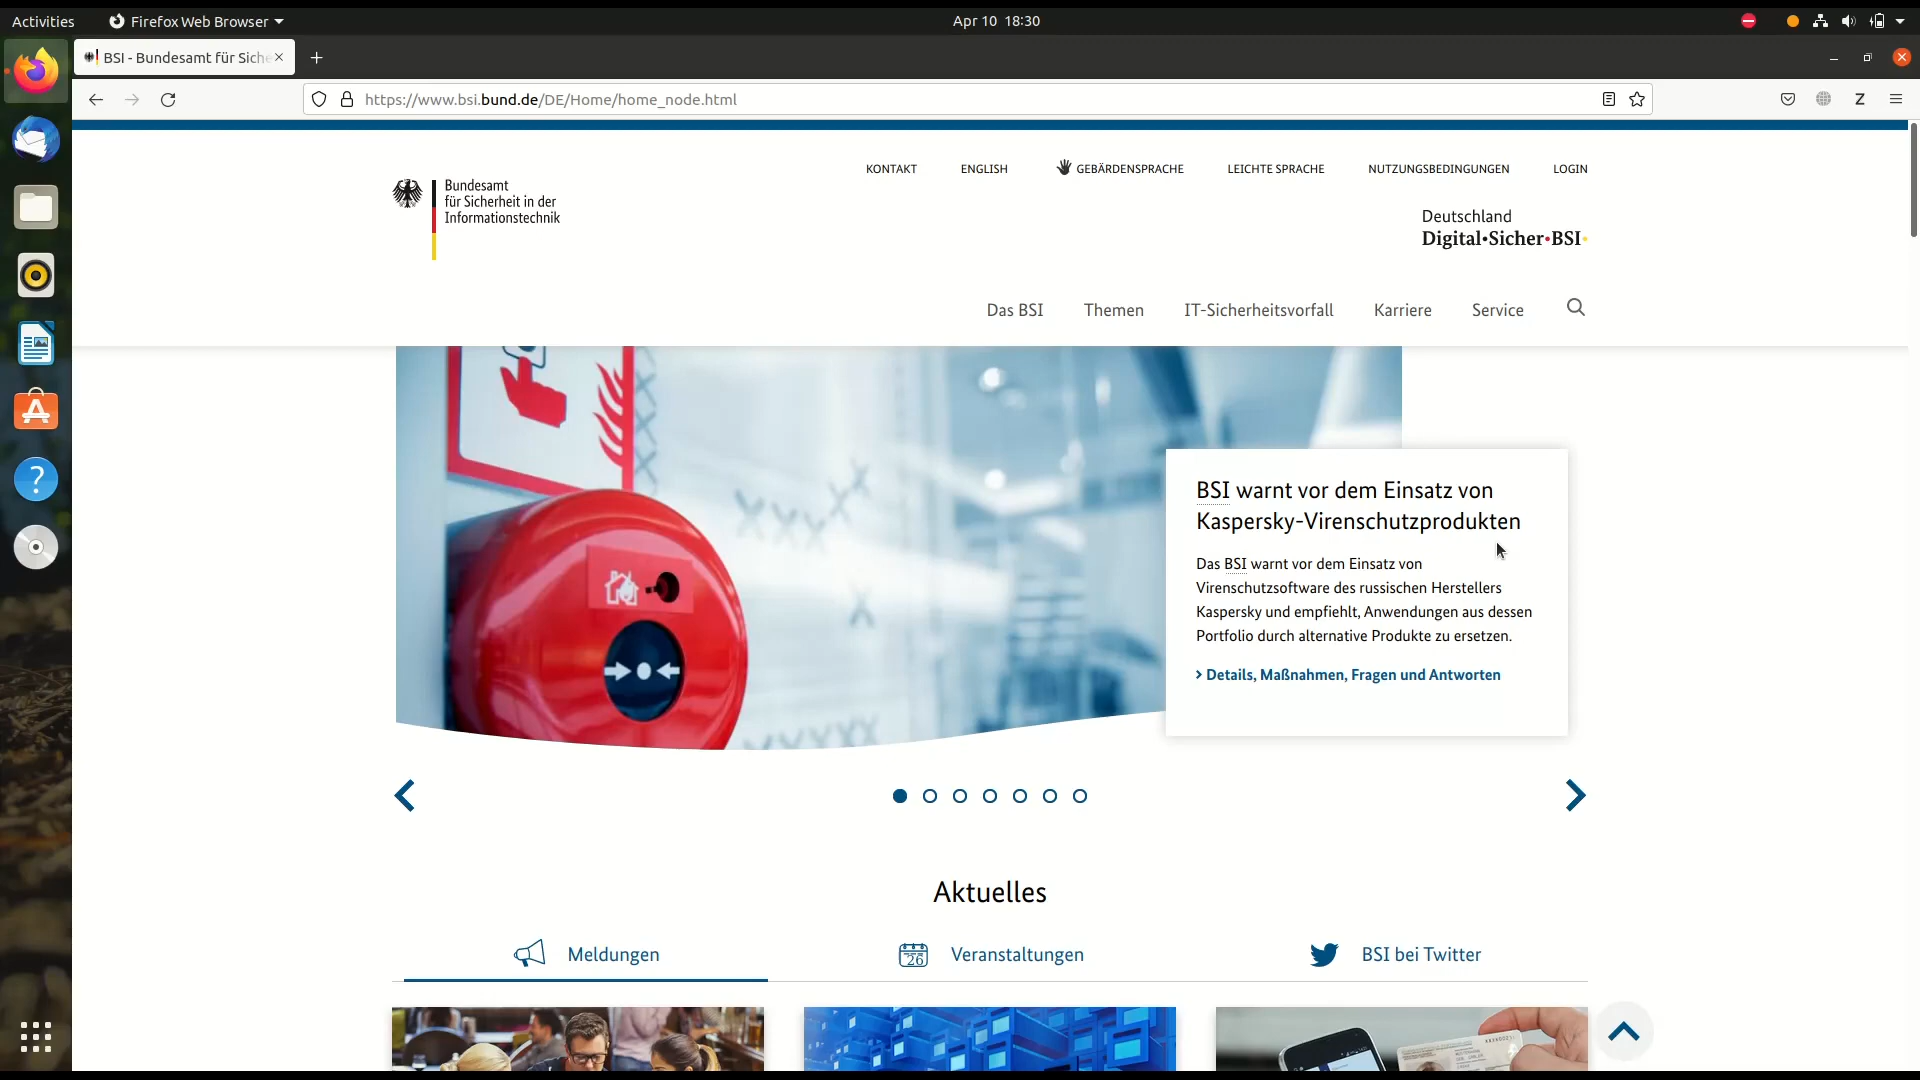 Activities
Firefox Web Browser
Apr 10 18:30
BSI - Bundesamt für Siche
https://www.bsi.bund.de/DE/Home/home_node.html
Z
KONTAKT
ENGLISH
GEBÄRDENSPRACHE
LEICHTE SPRACHE
NUTZUNGSBEDINGUNGEN
LOGIN
Bundesamt
für Sicherheit in der
Informationstechnik
Deutschland
Digital•Sicher•BSI•
Das BSI
Themen
IT-Sicherheitsvorfall
Karriere
Service
BSI warnt vor dem Einsatz von
Kaspersky-Virenschutzprodukten
Das BSI warnt vor dem Einsatz von
Virenschutzsoftware des russischen Herstellers
Kaspersky und empfiehlt, Anwendungen aus dessen
Portfolio durch alternative Produkte zu ersetzen.
Details, Maßnahmen, Fragen und Antworten
Aktuelles
Meldungen
26
Veranstaltungen
BSI bei Twitter